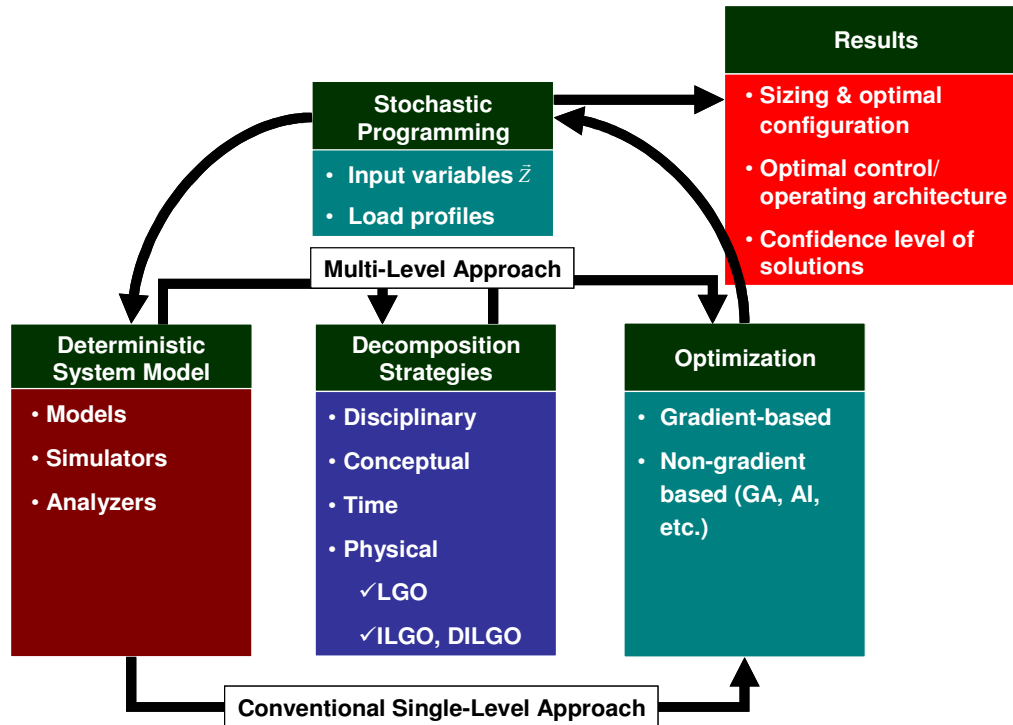 Stochastic
Programming
• Input variables Z⃗
• Load profiles
Results
• Sizing & optimal
configuration
• Optimal control/
operating architecture
• Confidence level of
solutions
Multi-Level Approach
Deterministic
System Model
• Models
• Simulators
• Analyzers
Decomposition
Strategies
• Disciplinary
• Conceptual
• Time
• Physical
✓LGO
✓ILGO, DILGO
Optimization
• Gradient-based
• Non-gradient
based (GA, AI,
etc.)
Conventional Single-Level Approach